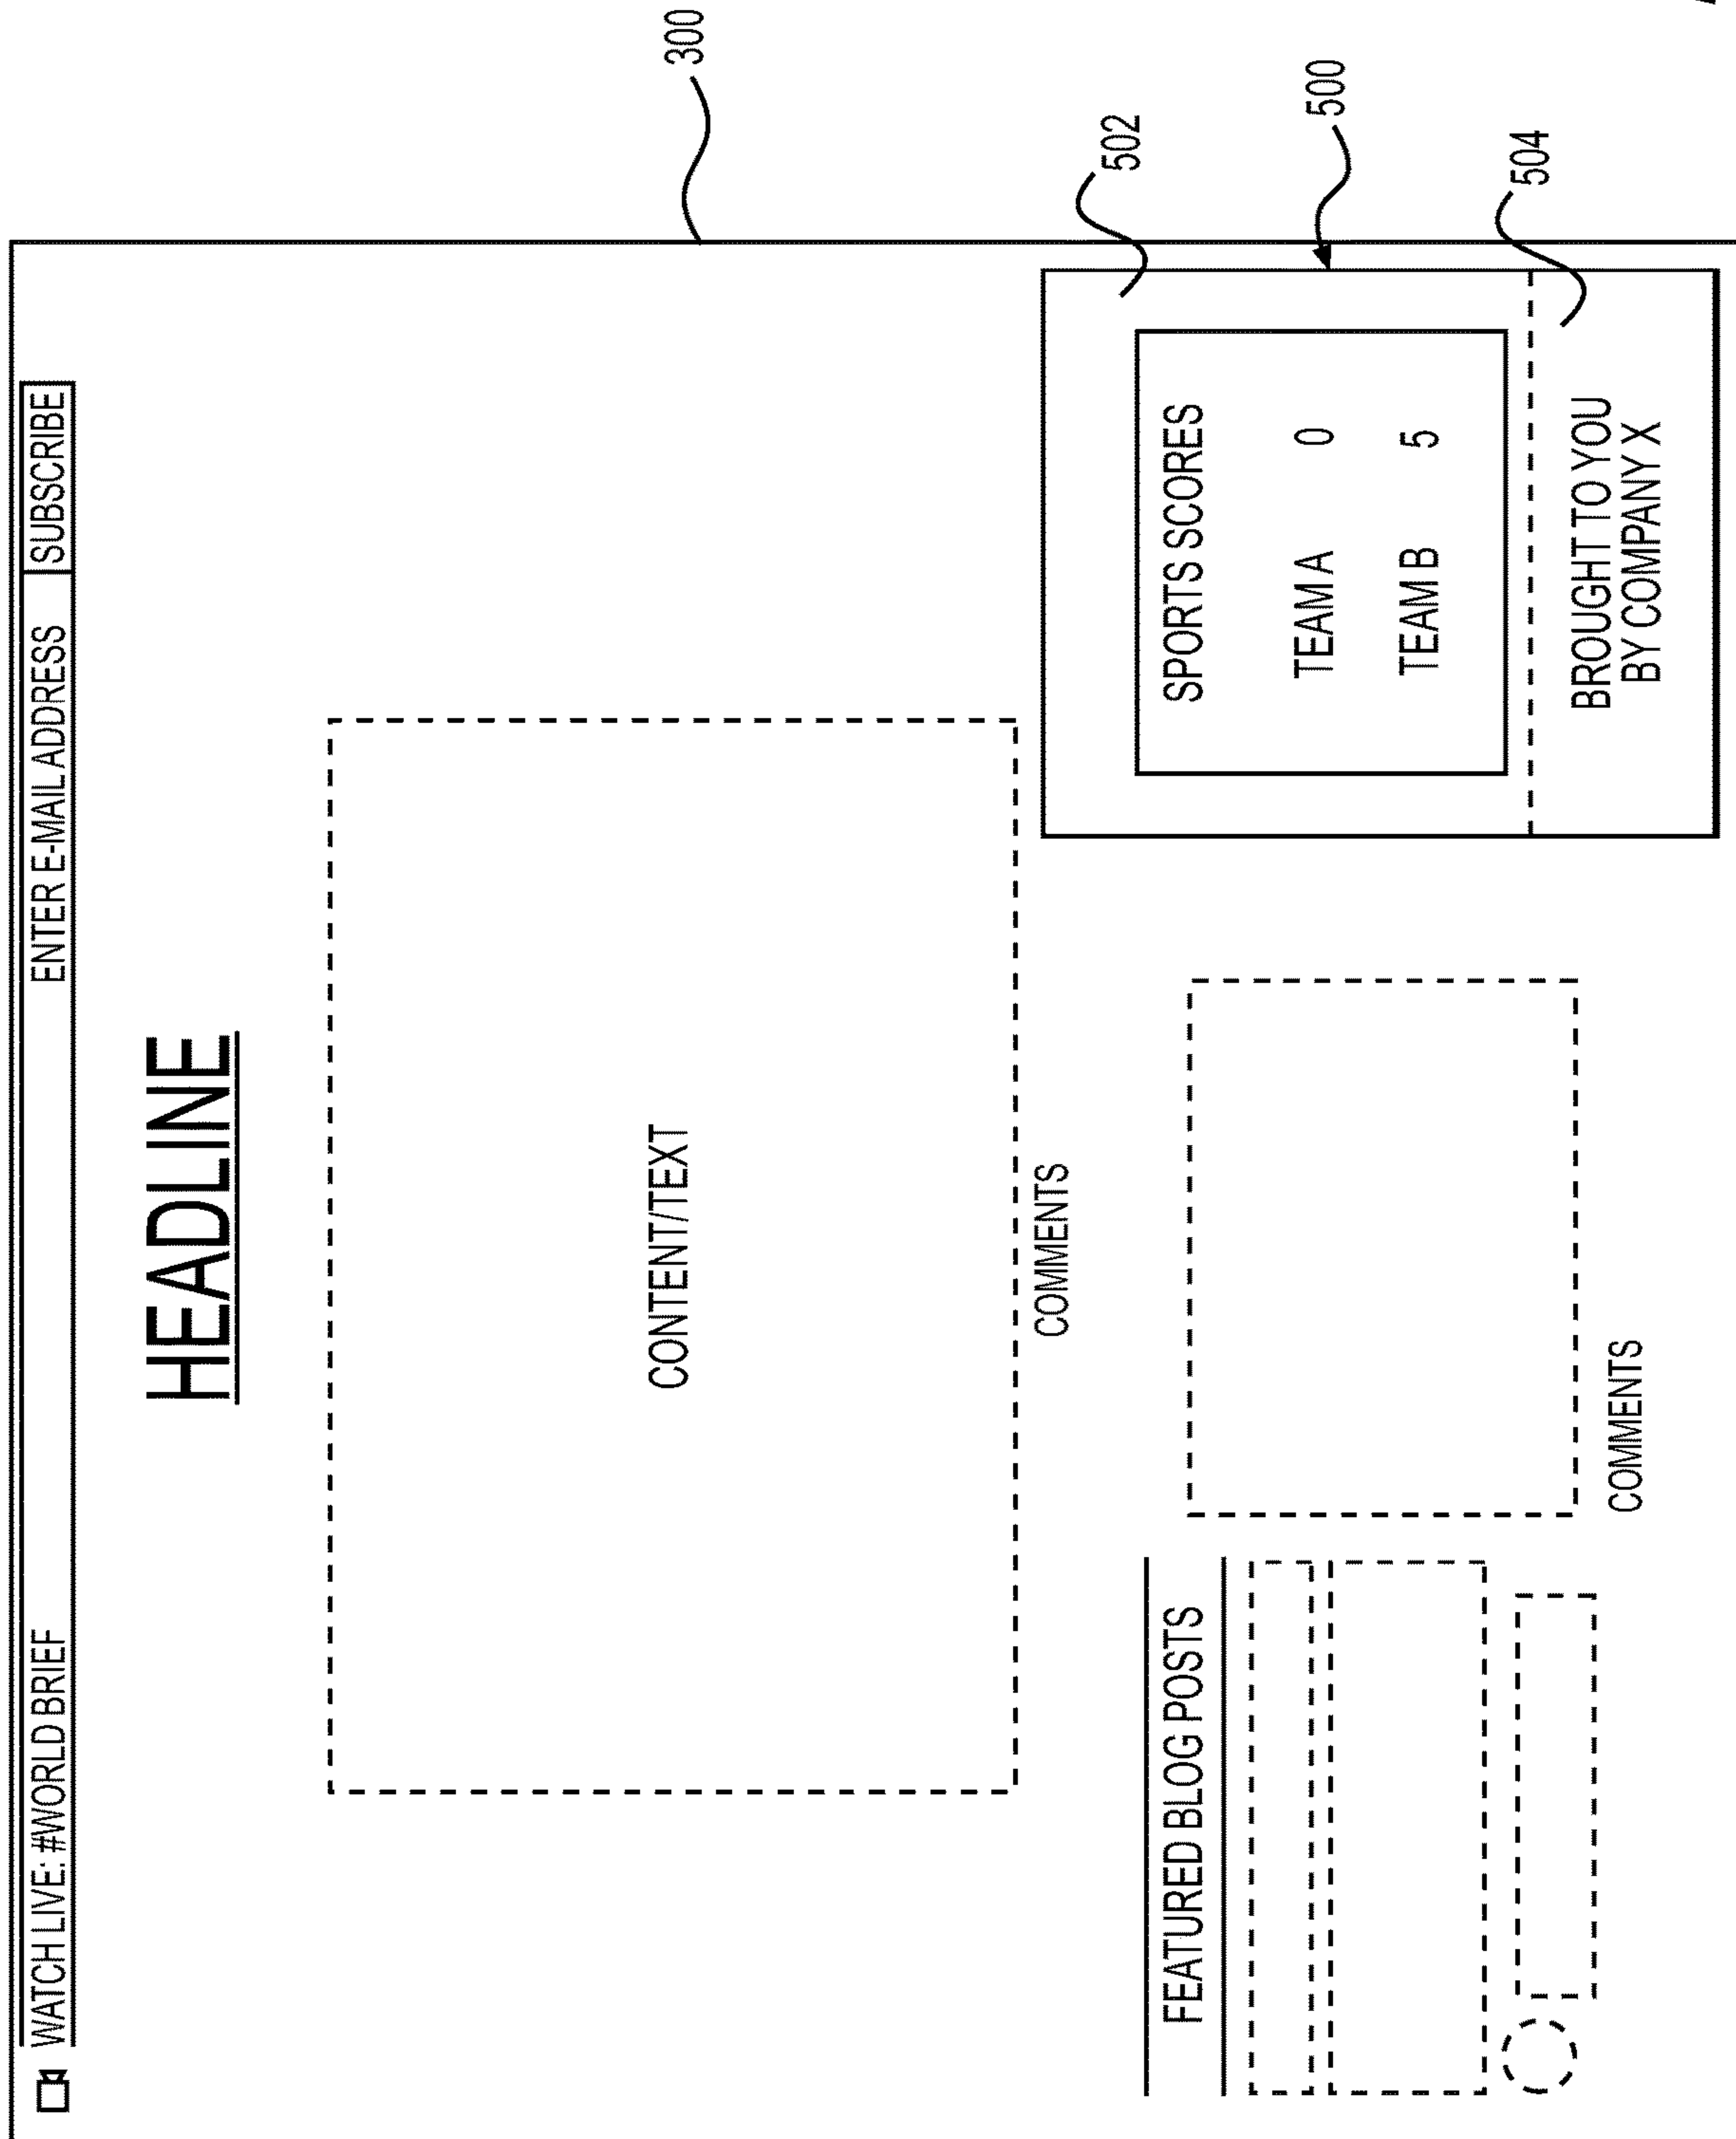 WATCH LIVE: #WORLD BRIEF
ENTER E-MAIL ADDRESS
SUBSCRIBE
HEADLINE
300
CONTENT/TEXT
COMMENTS
FEATURED BLOG POSTS
COMMENTS
502
SPORTS SCORES
TEAM A 0
TEAM B 5
500
504
BROUGHT TO YOU
BY COMPANY X